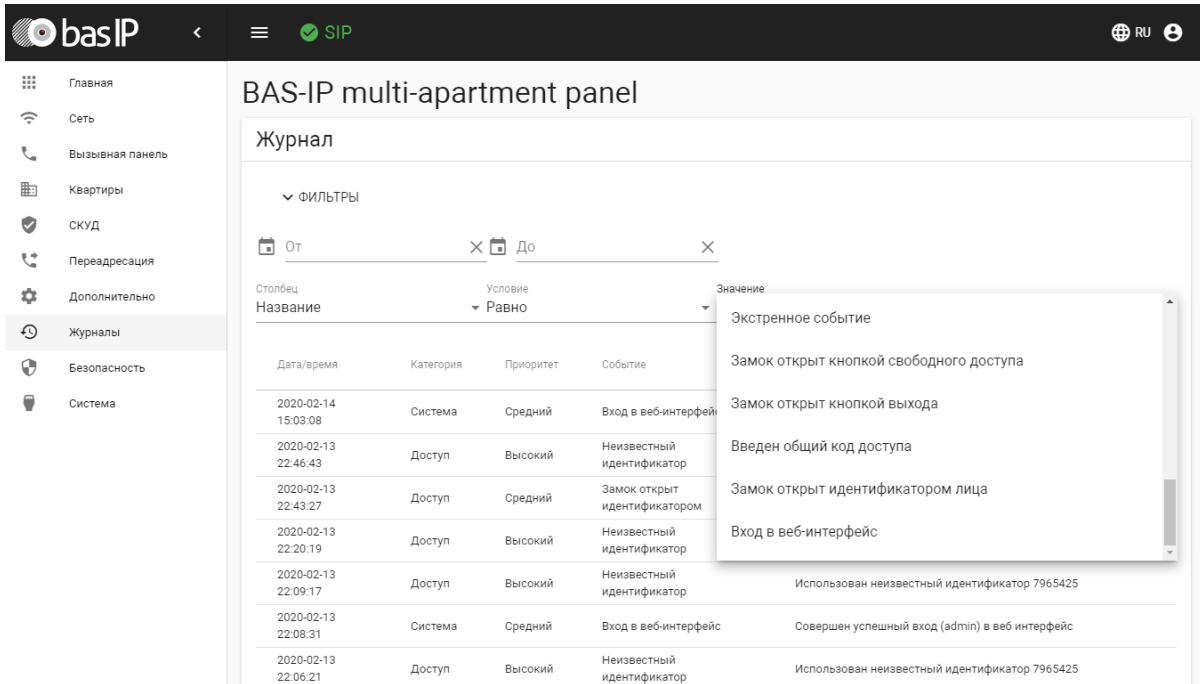 bas IP
SIP
RU
Главная
Сеть
Вызывная панель
Квартиры
СКУД
Переадресация
Дополнительно
Журналы
Безопасность
Система
BAS-IP multi-apartment panel
Журнал
ФИЛЬТРЫ
От
До
Столбец
Условие
Значение
Название
Равно
Экстренное событие
Замок открыт кнопкой свободного доступа
Замок открыт кнопкой выхода
Введен общий код доступа
Замок открыт идентификатором лица
Вход в веб-интерфейс
Дата/время Категория Приоритет Событие
2020-02-14
15:03:08
Система Средний Вход в веб-интерфейс
2020-02-13
22:46:43
Доступ Высокий
Неизвестный
идентификатор
2020-02-13
22:43:27
Доступ Средний
Замок открыт
идентификатором
2020-02-13
22:20:19
Доступ Высокий
Неизвестный
идентификатор
2020-02-13
22:09:17
Доступ Высокий
Неизвестный
идентификатор
Использован неизвестный идентификатор 7965425
2020-02-13
22:08:31
Система Средний Вход в веб-интерфейс Совершен успешный вход (admin) в веб интерфейс
2020-02-13
22:06:21
Доступ Высокий
Неизвестный
идентификатор
Использован неизвестный идентификатор 7965425